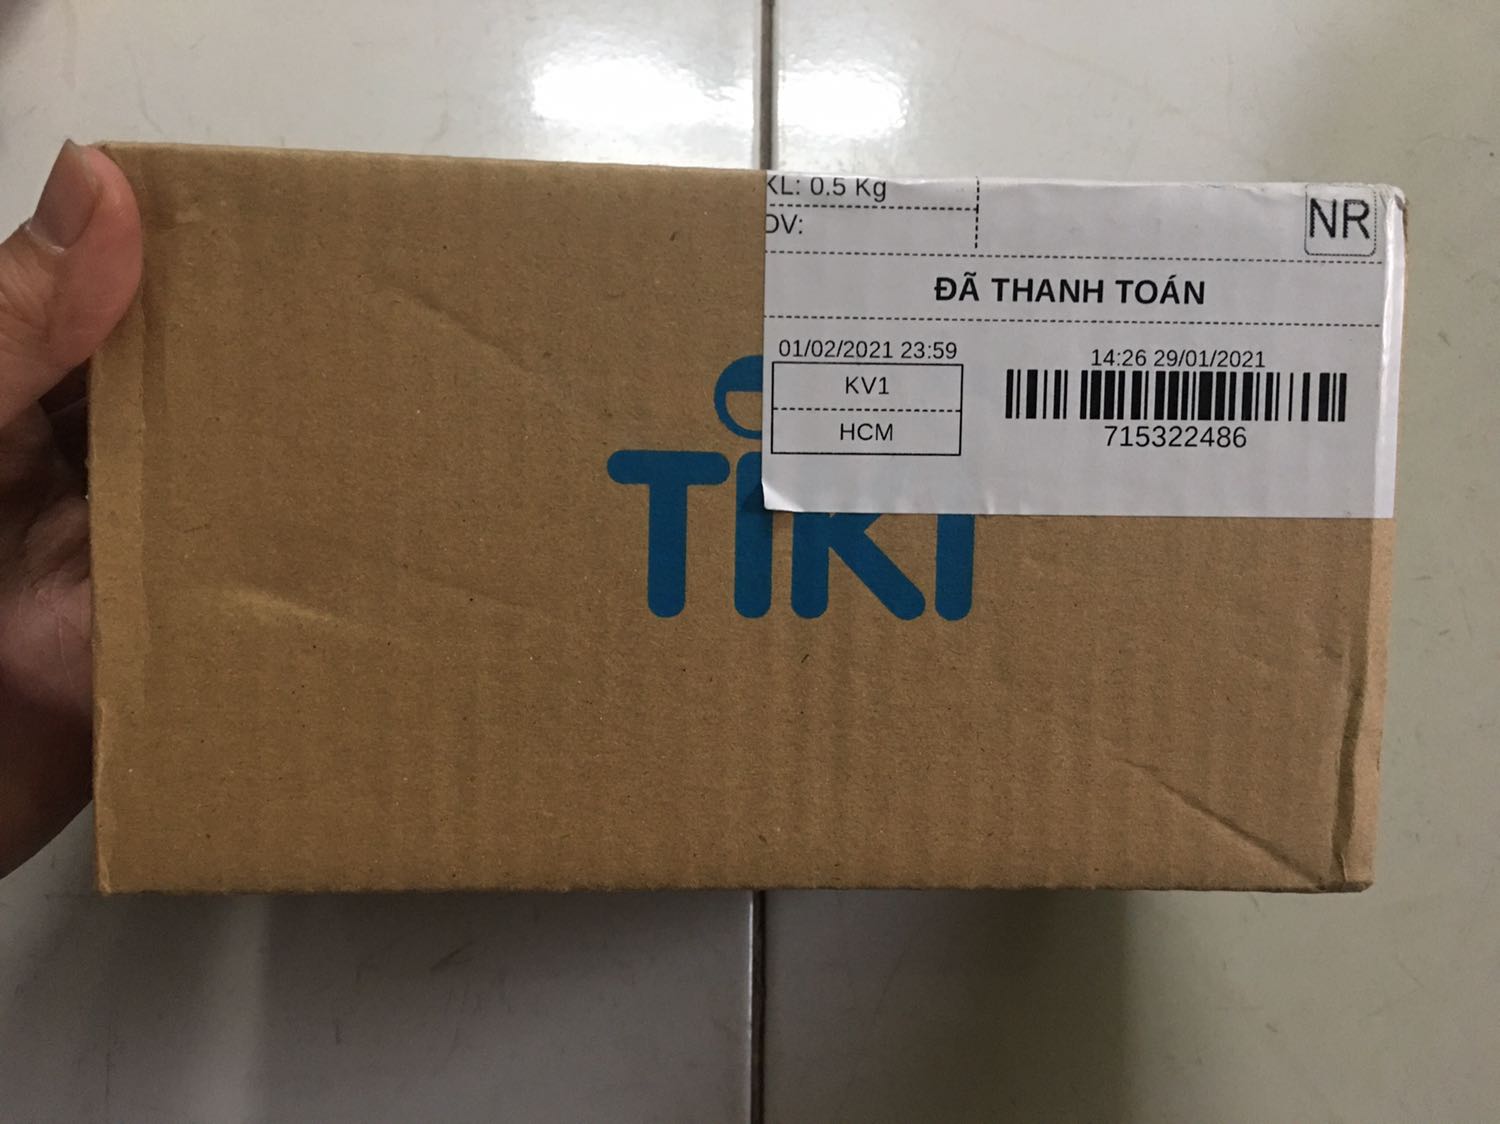 KL: 0.5 Kg
NR
DV:
ĐÃ THANH TOÁN
01/02/2021 23:59
14:26 29/01/2021
KV1
HCM
715322486
TiKi